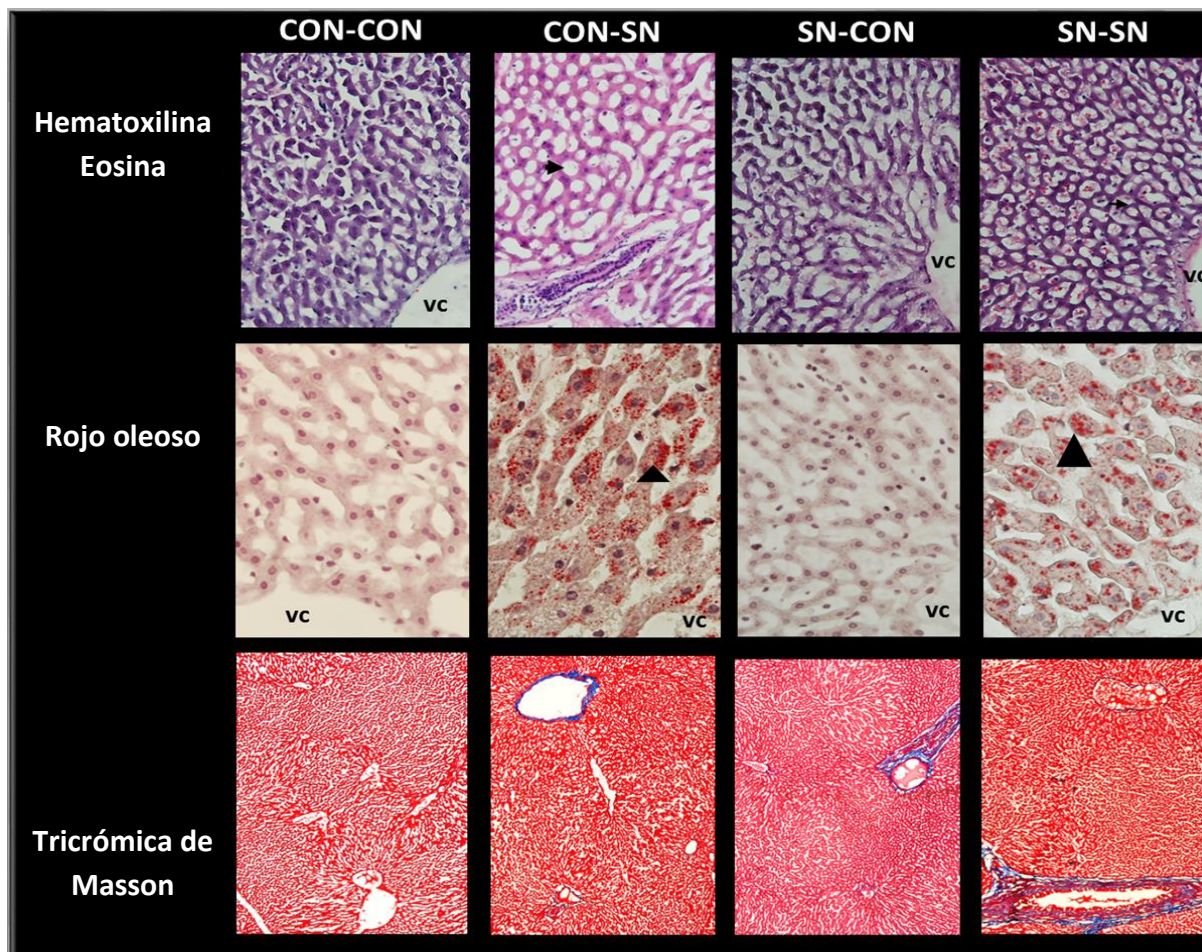 CON-CON CON-SN SN-CON SN-SN
Hematoxilina
Eosina
vc
vc
vc
Rojo oleoso
vc
vc
vc
vc
Tricrómica de
Masson